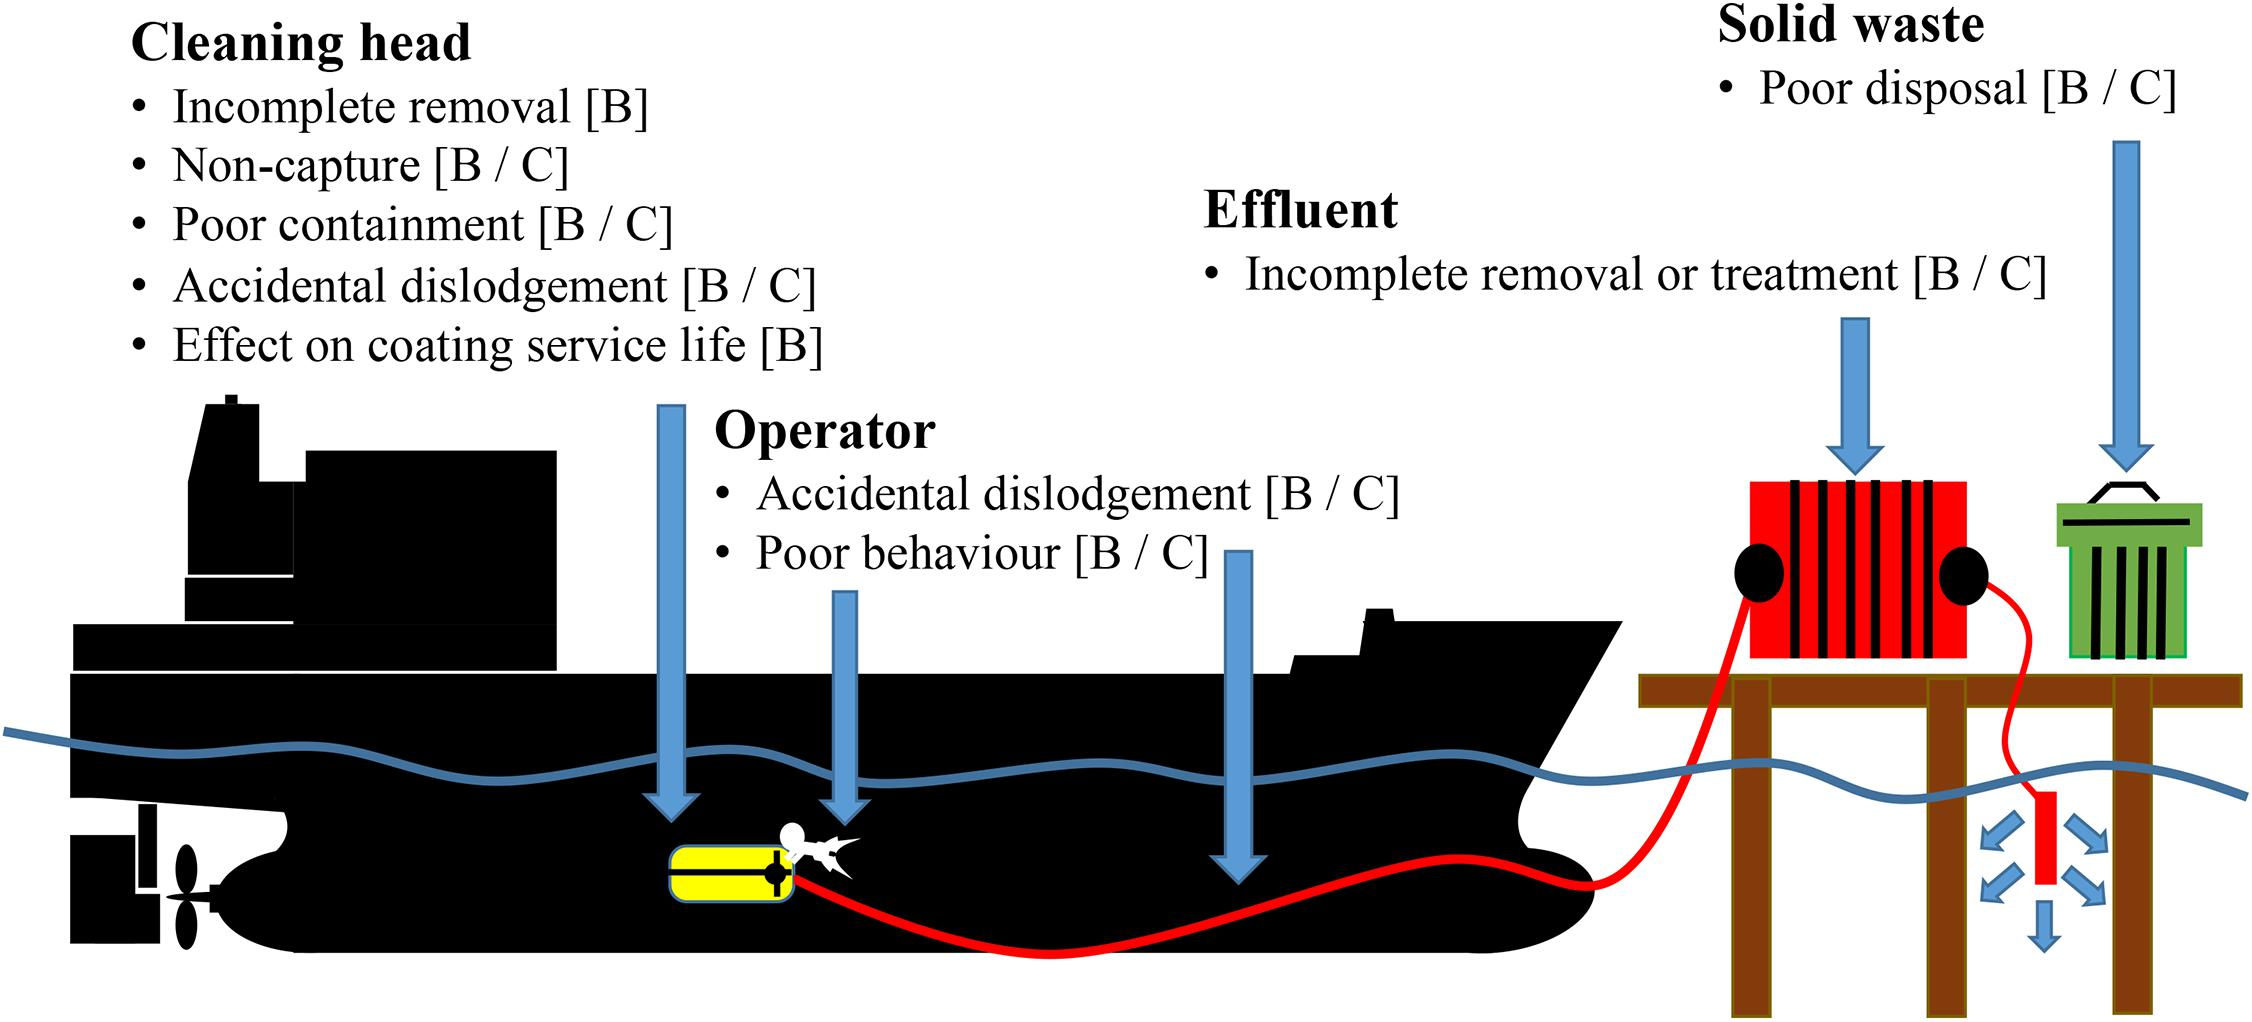 Cleaning head
• Incomplete removal [B]
• Non-capture [B / C]
• Poor containment [B / C]
• Accidental dislodgement [B / C]
• Effect on coating service life [B]
Operator
• Accidental dislodgement [B / C]
• Poor behaviour [B / C]
Effluent
• Incomplete removal or treatment [B / C]
Solid waste
• Poor disposal [B / C]